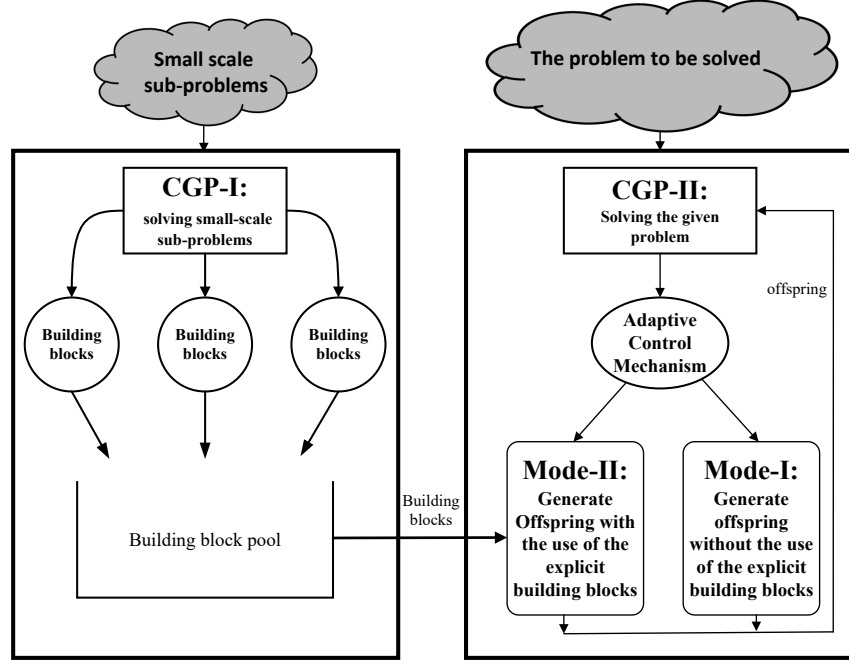 Small scale
sub-problems
The problem to be solved
CGP-I:
solving small-scale
sub-problems
Building
blocks
Building
blocks
Building
blocks
Building block pool
Building
blocks
CGP-II:
Solving the given
problem
offspring
Adaptive
Control
Mechanism
Mode-II:
Generate
Offspring with
the use of the
explicit
building blocks
Mode-I:
Generate
offspring
without the use
of the explicit
building blocks